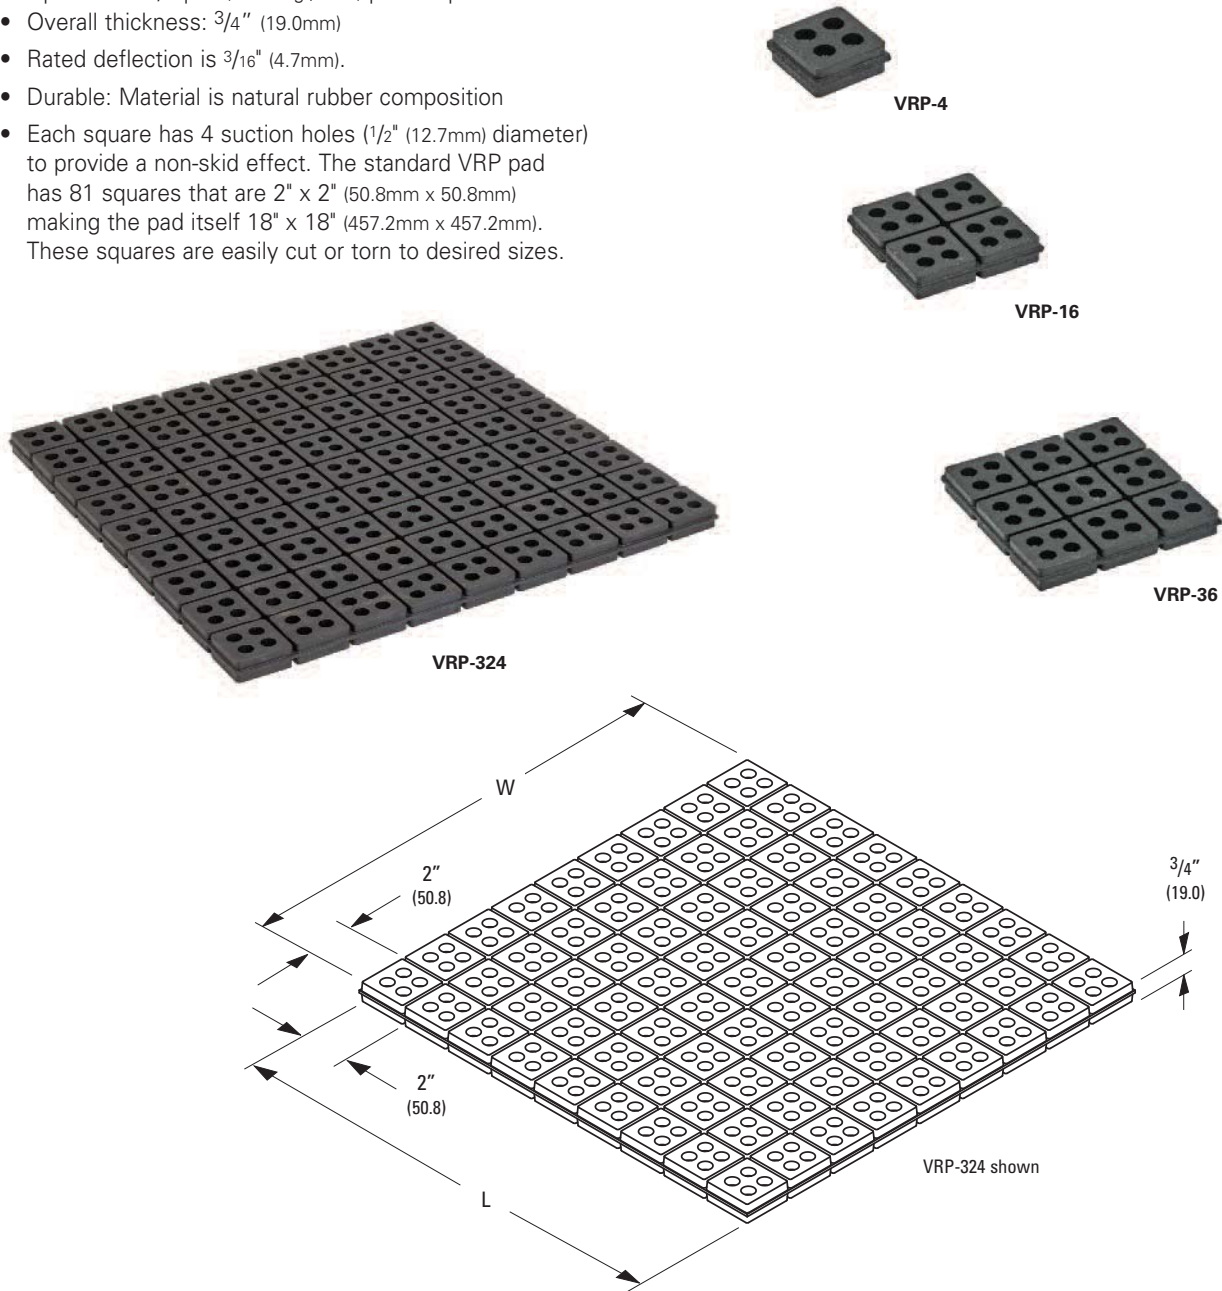 • Overall thickness: 3/4” (19.0mm)
• Rated deflection is 3/16" (4.7mm).
• Durable: Material is natural rubber composition
• Each square has 4 suction holes (1/2" (12.7mm) diameter)
to provide a non-skid effect. The standard VRP pad
has 81 squares that are 2" x 2" (50.8mm x 50.8mm)
making the pad itself 18" x 18" (457.2mm x 457.2mm).
These squares are easily cut or torn to desired sizes.
VRP-4
VRP-16
VRP-36
VRP-324
W
2”
(50.8)
3/4”
(19.0)
2”
(50.8)
L
VRP-324 shown